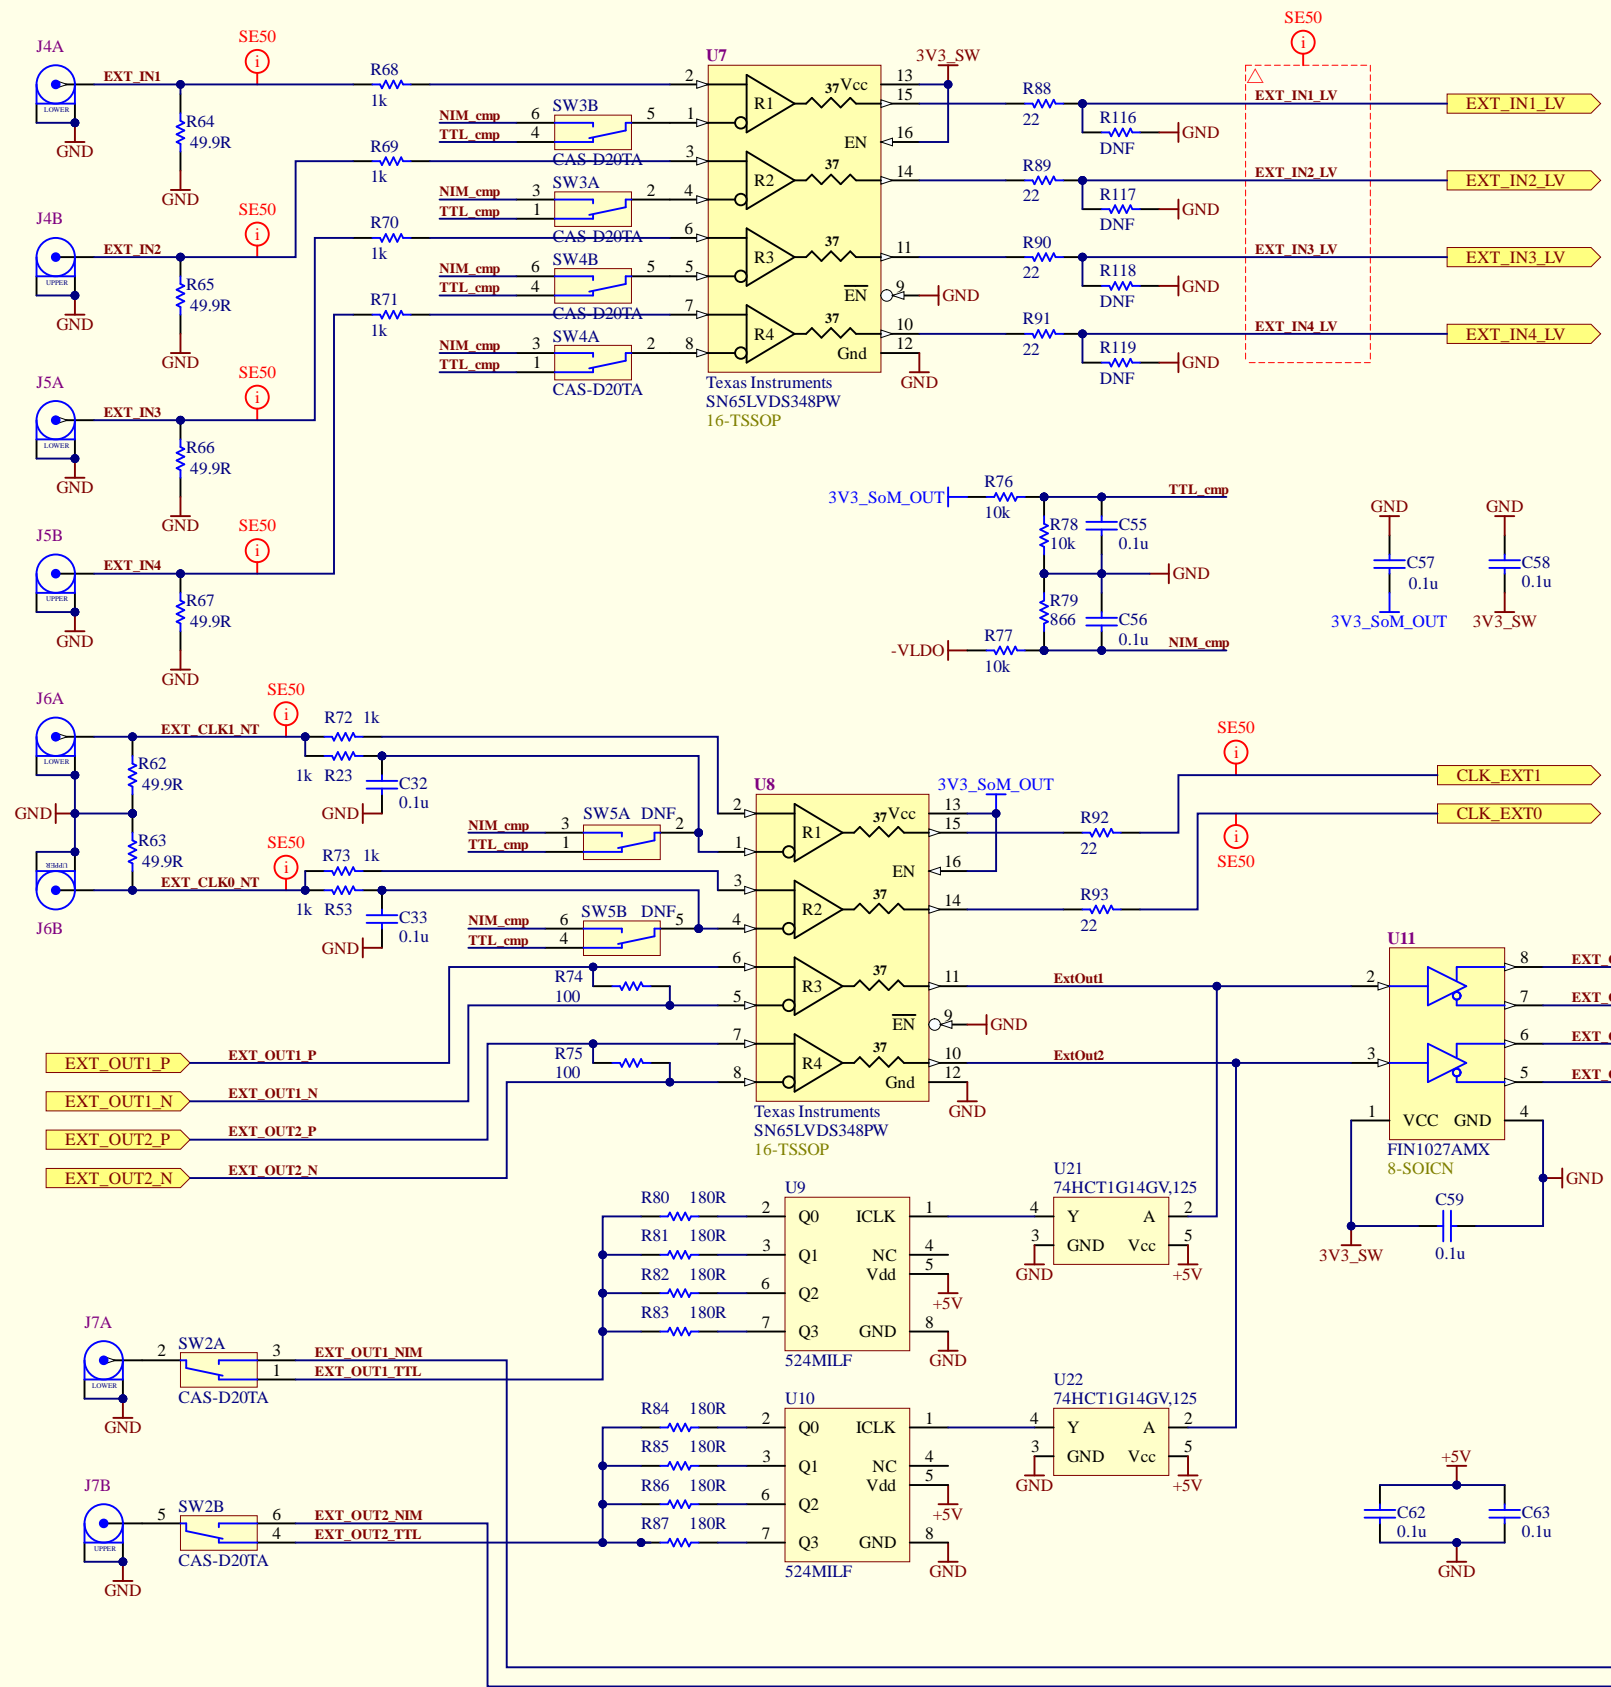 J4A
SE50
i
EXT_IN1
LOWER
GND
R64
49.9R
GND
R68
1k
J4B
SE50
i
EXT_IN2
UPPER
GND
R65
49.9R
GND
R69
1k
J5A
SE50
i
EXT_IN3
LOWER
GND
R66
49.9R
GND
R70
1k
J5B
SE50
i
EXT_IN4
UPPER
GND
R67
49.9R
GND
R71
1k
NIM_cmp 6 SW3B 5
TTL_cmp 4
CAS-D20TA
NIM_cmp 3 SW3A 2
TTL_cmp 1
CAS-D20TA
NIM_cmp 6 SW4B 5
TTL_cmp 4
CAS-D20TA
NIM_cmp 3 SW4A 2
TTL_cmp 1
CAS-D20TA
U7
2 R1 37 Vcc 13
3V3_SW
1 15
EN 16
3 R2 37 14
4
6 R3 37 11
5
EN 9 GND
7 R4 37 10
8 Gnd 12
GND
Texas Instruments
SN65LVDS348PW
16-TSSOP
R88
22
R116
DNF
GND
R89
22
R117
DNF
GND
R90
22
R118
DNF
GND
R91
22
R119
DNF
GND
SE50
i
EXT_IN1_LV EXT_IN1_LV
EXT_IN2_LV EXT_IN2_LV
EXT_IN3_LV EXT_IN3_LV
EXT_IN4_LV EXT_IN4_LV
3V3_SoM_OUT
R76
10k
TTL_cmp
R78
10k
C55
0.1u
GND
R79
866
C56
0.1u
-VLDO
R77
10k
NIM_cmp
GND
C57
0.1u
3V3_SoM_OUT
GND
C58
0.1u
3V3_SW
J6A
LOWER
EXT_CLK1_NT
SE50
i
R72 1k
1k R23
C32
0.1u
GND
R62
49.9R
GND
R63
49.9R
UPPER
J6B
EXT_CLK0_NT
SE50
i
R73 1k
1k R53
C33
0.1u
GND
SW5A DNF
NIM_cmp 3 2
TTL_cmp 1
SW5B DNF
NIM_cmp 6 5
TTL_cmp 4
R74
100
R75
100
U8
3V3_SoM_OUT
2 R1 37 Vcc 13
1 15
EN 16
3 R2 37 14
4
6 R3 37 11
5
EN 9 GND
7 R4 37 10
8 Gnd 12
GND
Texas Instruments
SN65LVDS348PW
16-TSSOP
R92
22
R93
22
SE50
i
CLK_EXT1
CLK_EXT0
i
SE50
ExtOut1
ExtOut2
U11
2 8 EXT_
7 EXT_
6 EXT_
3 5 EXT_
1 VCC GND 4
FIN1027AMX
8-SOICN
GND
C59
0.1u
3V3_SW
EXT_OUT1_P EXT_OUT1_P
EXT_OUT1_N EXT_OUT1_N
EXT_OUT2_P EXT_OUT2_P
EXT_OUT2_N EXT_OUT2_N
R80 180R
R81 180R
R82 180R
R83 180R
U9
2 Q0 ICLK 1
3 Q1 NC 4
Vdd 5
+5V
6 Q2
7 Q3 GND 8
GND
524MILF
U21
74HCT1G14GV,125
4 Y A 2
3 GND Vcc 5
GND +5V
J7A
LOWER
GND
2 SW2A 3 EXT_OUT1_NIM
1 EXT_OUT1_TTL
CAS-D20TA
R84 180R
R85 180R
R86 180R
R87 180R
U10
2 Q0 ICLK 1
3 Q1 NC 4
Vdd 5
+5V
6 Q2
7 Q3 GND 8
GND
524MILF
U22
74HCT1G14GV,125
4 Y A 2
3 GND Vcc 5
GND +5V
J7B
UPPER
GND
5 SW2B 6 EXT_OUT2_NIM
4 EXT_OUT2_TTL
CAS-D20TA
+5V
C62
0.1u
C63
0.1u
GND